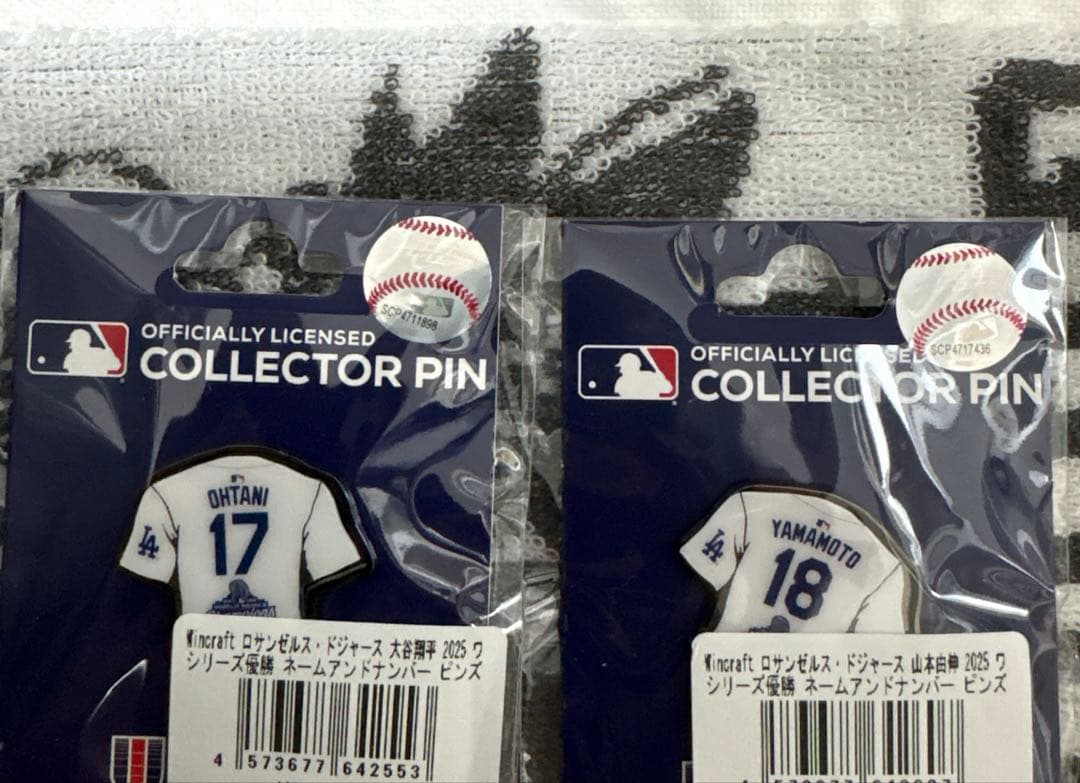 SCP4711898
OFFICIALLY LICENSED
COLLECTOR PIN
OHTANI
17
LA
Wincraft ロサンゼルス・ドジャース 大谷翔平 2025 ワ
シリーズ優勝 ネームアンドナンバー ピンズ
4 573677 642553
SCP4717436
OFFICIALLY LICENSED
COLLECTOR PIN
YAMAMOTO
18
LA
Wincraft ロサンゼルス・ドジャース 山本由伸 2025 ワ
シリーズ優勝 ネームアンドナンバー ピンズ